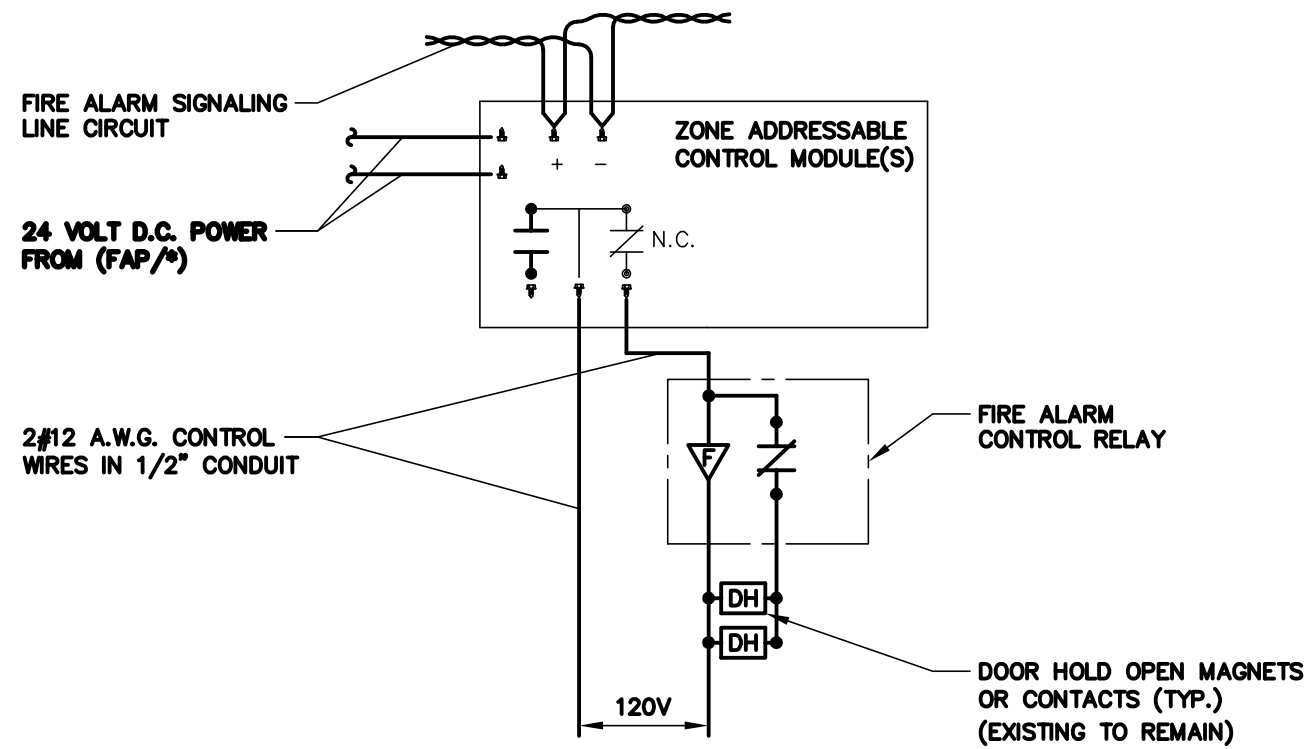 FIRE ALARM SIGNALING
LINE CIRCUIT
ZONE ADDRESSABLE
CONTROL MODULE(S)
+ −
24 VOLT D.C. POWER
FROM (FAP/*)
N.C.
2#12 A.W.G. CONTROL
WIRES IN 1/2" CONDUIT
F
FIRE ALARM
CONTROL RELAY
DH
DH
DOOR HOLD OPEN MAGNETS
OR CONTACTS (TYP.)
(EXISTING TO REMAIN)
120V